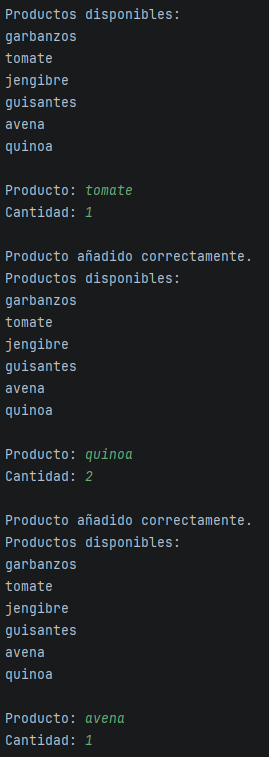 Productos disponibles:
garbanzos
tomate
jengibre
guisantes
avena
quinoa
Producto: tomate
Cantidad: 1
Producto añadido correctamente.
Productos disponibles:
garbanzos
tomate
jengibre
guisantes
avena
quinoa
Producto: quinoa
Cantidad: 2
Producto añadido correctamente.
Productos disponibles:
garbanzos
tomate
jengibre
guisantes
avena
quinoa
Producto: avena
Cantidad: 1